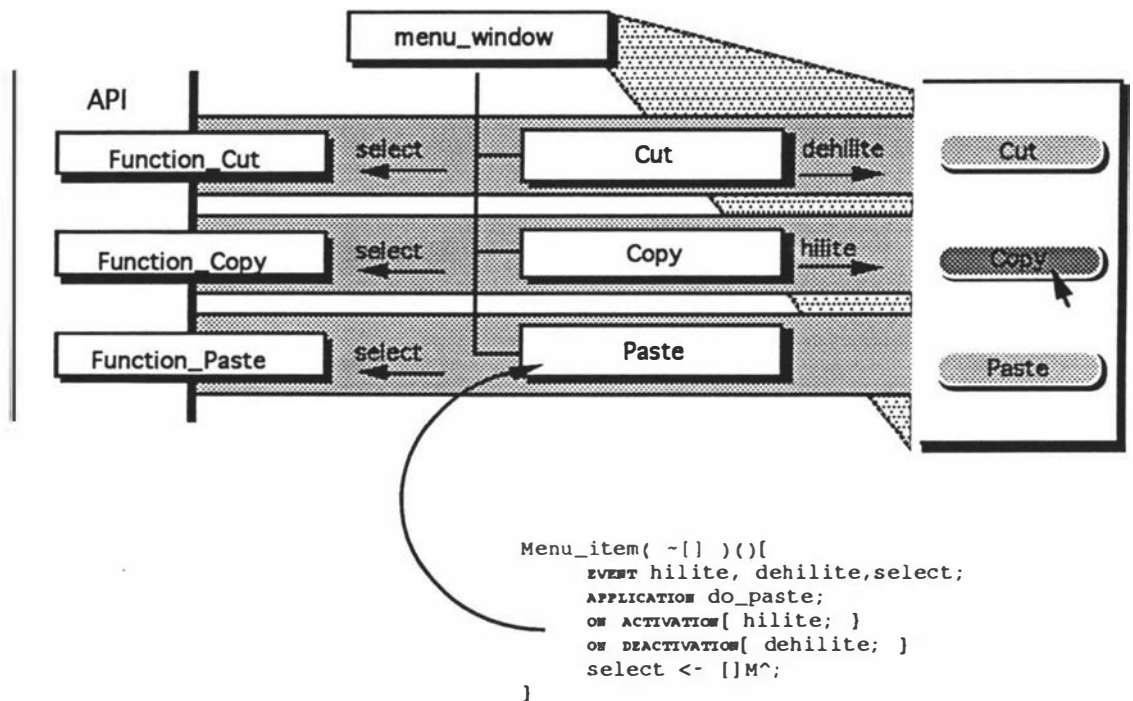 menu_window
API
Function_Cut
select
Cut
dehilite
Cut
Function_Copy
select
Copy
hilite
Copy
Function_Paste
select
Paste
Paste
Menu_item( ~[] )()[
EVENT hilite, dehilite,select;
APPLICATION do_paste;
ON ACTIVATION[ hilite; }
ON DEACTIVATION[ dehilite; ]
select <- []M^;
}